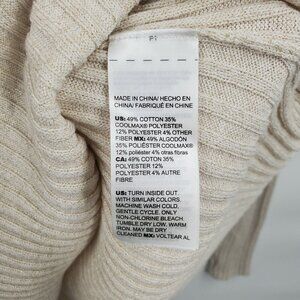 MADE IN CHINA/ HECHO EN
CHINA/ FABRIQUÉ EN CHINE
US: 49% COTTON 35%
COOLMAX® POLYESTER
12% POLYESTER 4% OTHER
FIBER MX: 49% ALGODÓN
35% POLIÉSTER COOLMAX®
12% poliéster 4% otras fibras
CA: 49% COTON 35%
POLYESTER 12%
POLYESTER 4% AUTRE
FIBRE
US: TURN INSIDE OUT.
WITH SIMILAR COLORS.
MACHINE WASH COLD,
GENTLE CYCLE. ONLY
NON-CHLORINE BLEACH.
TUMBLE DRY LOW. WARM
IRON. MAY BE DRY
CLEANED MX: VOLTEAR AL